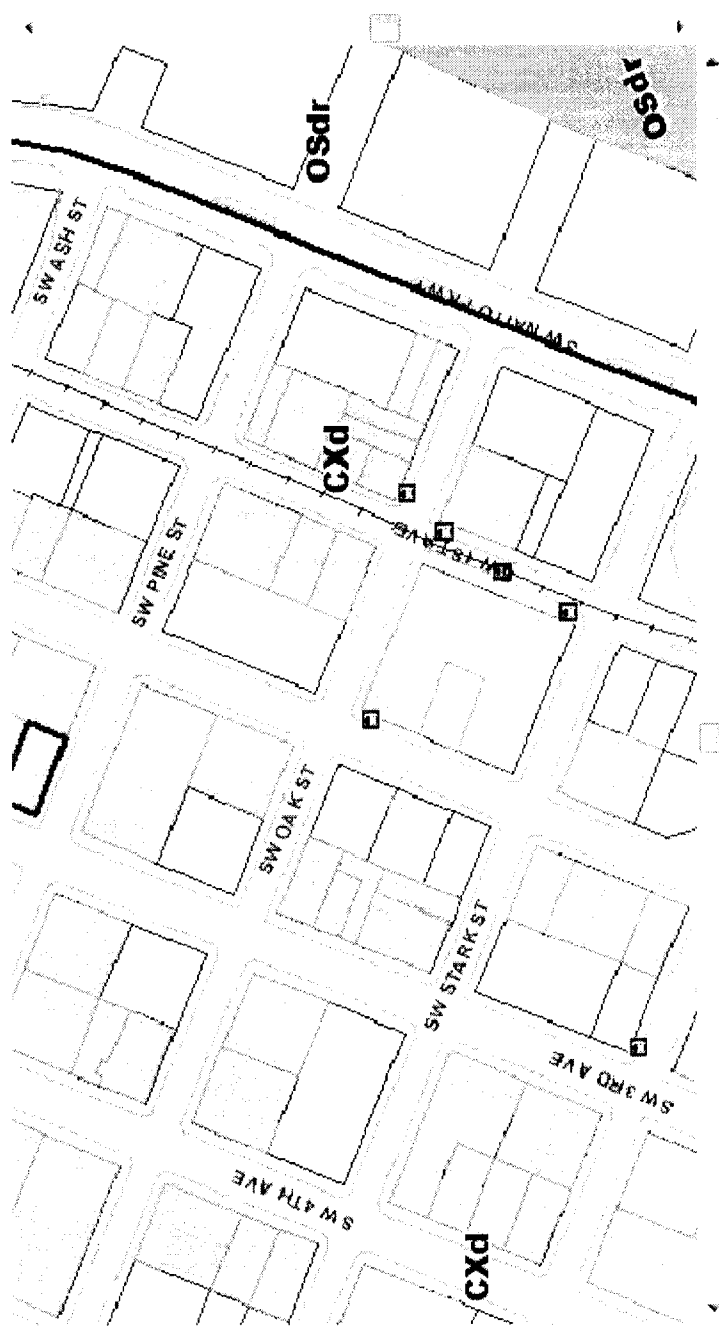 OSdr
OSdr
SW ASH ST
SW NAITO PKWY
CXd
SW 1ST AVE
SW PINE ST
SW OAK ST
SW STARK ST
SW 3RD AVE
SW 4TH AVE
CXd